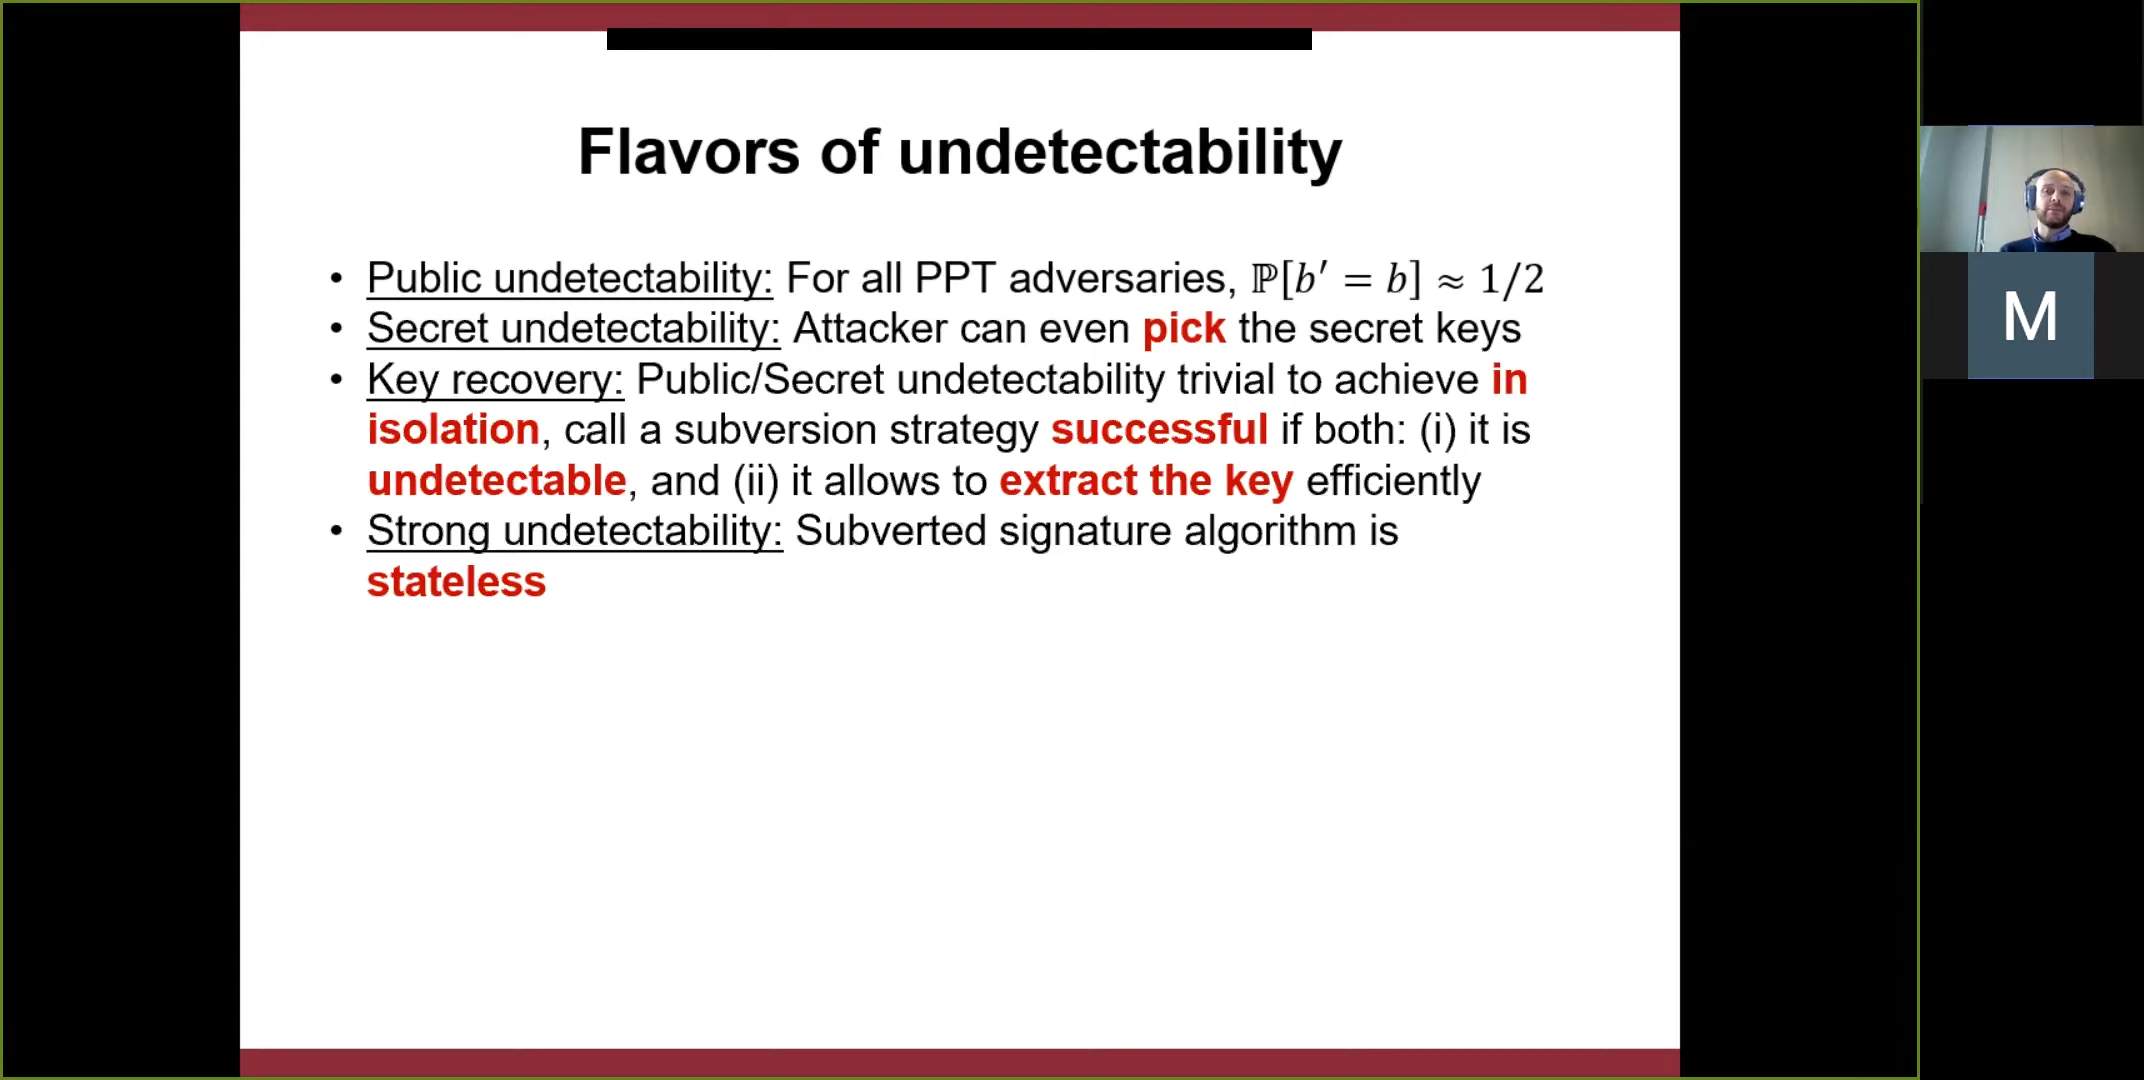 Flavors of undetectability
• Public undetectability: For all PPT adversaries, ℙ[b′ = b] ≈ 1/2
• Secret undetectability: Attacker can even pick the secret keys
• Key recovery: Public/Secret undetectability trivial to achieve in
isolation, call a subversion strategy successful if both: (i) it is
undetectable, and (ii) it allows to extract the key efficiently
• Strong undetectability: Subverted signature algorithm is
stateless
M